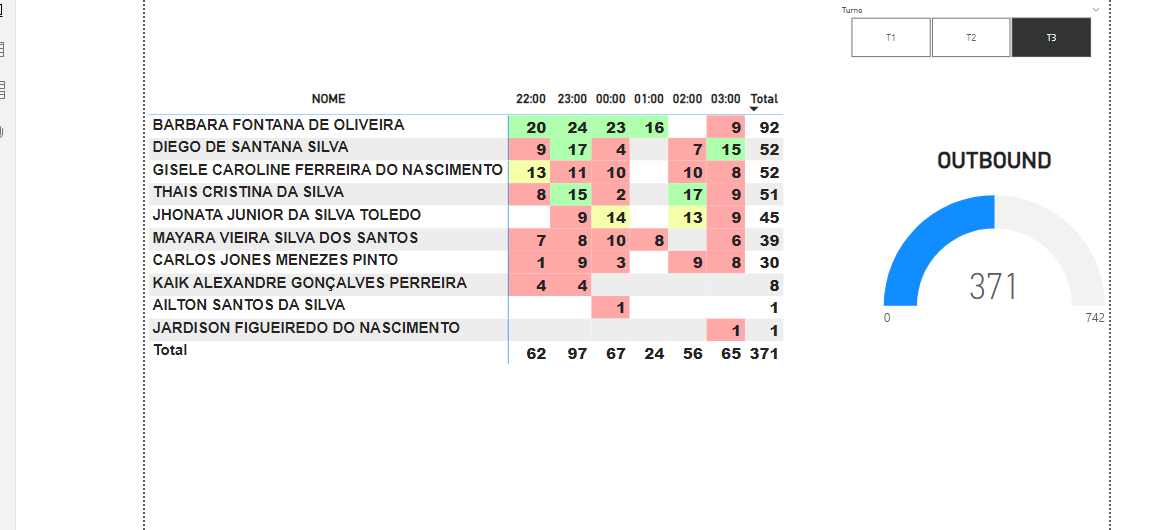 Turno
T1 T2 T3
NOME 22:00 23:00 00:00 01:00 02:00 03:00 Total
BARBARA FONTANA DE OLIVEIRA 20 24 23 16 9 92
DIEGO DE SANTANA SILVA 9 17 4 7 15 52
GISELE CAROLINE FERREIRA DO NASCIMENTO 13 11 10 10 8 52
THAIS CRISTINA DA SILVA 8 15 2 17 9 51
JHONATA JUNIOR DA SILVA TOLEDO 9 14 13 9 45
MAYARA VIEIRA SILVA DOS SANTOS 7 8 10 8 6 39
CARLOS JONES MENEZES PINTO 1 9 3 9 8 30
KAIK ALEXANDRE GONÇALVES PERREIRA 4 4 8
AILTON SANTOS DA SILVA 1 1
JARDISON FIGUEIREDO DO NASCIMENTO 1 1
Total 62 97 67 24 56 65 371
OUTBOUND
371
0 742